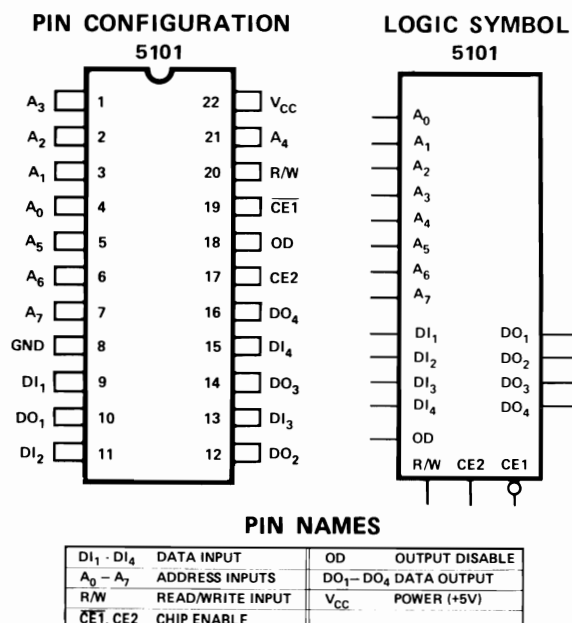 PIN CONFIGURATION
5101
A₃ 1 22 V_CC
A₂ 2 21 A₄
A₁ 3 20 R/W
A₀ 4 19 C̅E̅1̅
A₅ 5 18 OD
A₆ 6 17 CE2
A₇ 7 16 DO₄
GND 8 15 DI₄
DI₁ 9 14 DO₃
DO₁ 10 13 DI₃
DI₂ 11 12 DO₂
LOGIC SYMBOL
5101
A₀
A₁
A₂
A₃
A₄
A₅
A₆
A₇
DI₁ DO₁
DI₂ DO₂
DI₃ DO₃
DI₄ DO₄
OD
R/W CE2 CE1
PIN NAMES
DI₁ - DI₄ DATA INPUT OD OUTPUT DISABLE
A₀ – A₇ ADDRESS INPUTS DO₁– DO₄ DATA OUTPUT
R/W READ/WRITE INPUT V_CC POWER (+5V)
C̅E̅1̅, CE2 CHIP ENABLE